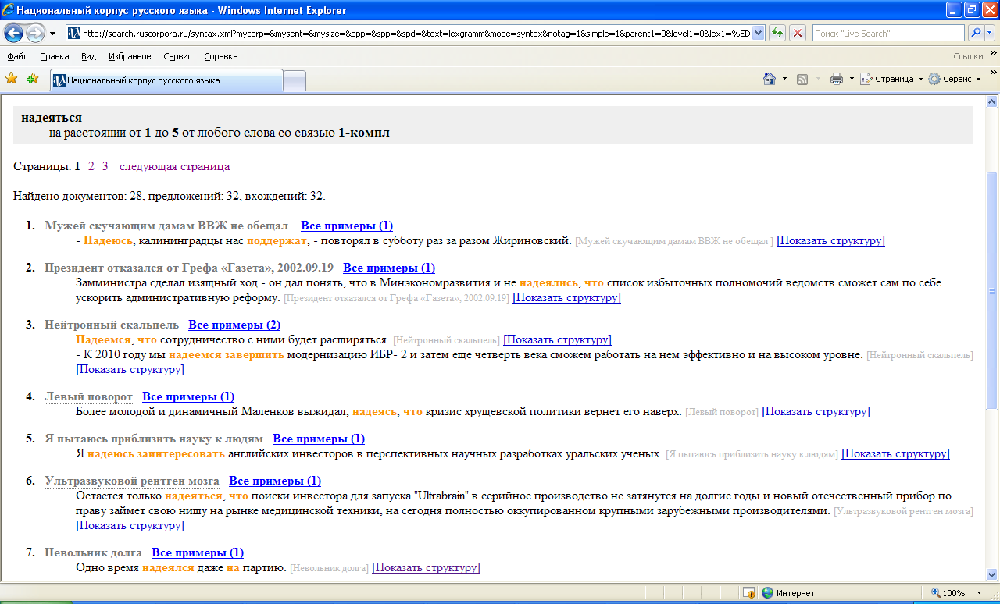 Национальный корпус русского языка - Windows Internet Explorer
http://search.ruscorpora.ru/syntax.xml?mycorp=&mysent=&mysize=&dpp=&spp=&spd=&text=lexgramm&mode=syntax&notag=1&simple=1&parent1=0&level1=0&lex1=%ED
Поиск "Live Search"
Файл Правка Вид Избранное Сервис Справка
Ссылки »
Национальный корпус русского языка
Страница Сервис »
надеяться
на расстоянии от 1 до 5 от любого слова со связью 1-компл
Страницы: 1 2 3 следующая страница
Найдено документов: 28, предложений: 32, вхождений: 32.
1. Мужей скучающим дамам ВВЖ не обещал Все примеры (1)
- Надеюсь, калининградцы нас поддержат, - повторял в субботу раз за разом Жириновский. [Мужей скучающим дамам ВВЖ не обещал ] [Показать структуру]
2. Президент отказался от Грефа «Газета», 2002.09.19 Все примеры (1)
Замминистра сделал изящный ход - он дал понять, что в Минэкономразвития и не надеялись, что список избыточных полномочий ведомств сможет сам по себе
ускорить административную реформу. [Президент отказался от Грефа «Газета», 2002.09.19] [Показать структуру]
3. Нейтронный скальпель Все примеры (2)
Надеемся, что сотрудничество с ними будет расширяться. [Нейтронный скальпель] [Показать структуру]
- К 2010 году мы надеемся завершить модернизацию ИБР- 2 и затем еще четверть века сможем работать на нем эффективно и на высоком уровне. [Нейтронный скальпель]
[Показать структуру]
4. Левый поворот Все примеры (1)
Более молодой и динамичный Маленков выжидал, надеясь, что кризис хрущевской политики вернет его наверх. [Левый поворот] [Показать структуру]
5. Я пытаюсь приблизить науку к людям Все примеры (1)
Я надеюсь заинтересовать английских инвесторов в перспективных научных разработках уральских ученых. [Я пытаюсь приблизить науку к людям] [Показать структуру]
6. Ультразвуковой рентген мозга Все примеры (1)
Остается только надеяться, что поиски инвестора для запуска "Ultrabrain" в серийное производство не затянутся на долгие годы и новый отечественный прибор по
праву займет свою нишу на рынке медицинской техники, на сегодня полностью оккупированном крупными зарубежными производителями. [Ультразвуковой рентген мозга]
[Показать структуру]
7. Невольник долга Все примеры (1)
Одно время надеялся даже на партию. [Невольник долга] [Показать структуру]
Интернет 100%